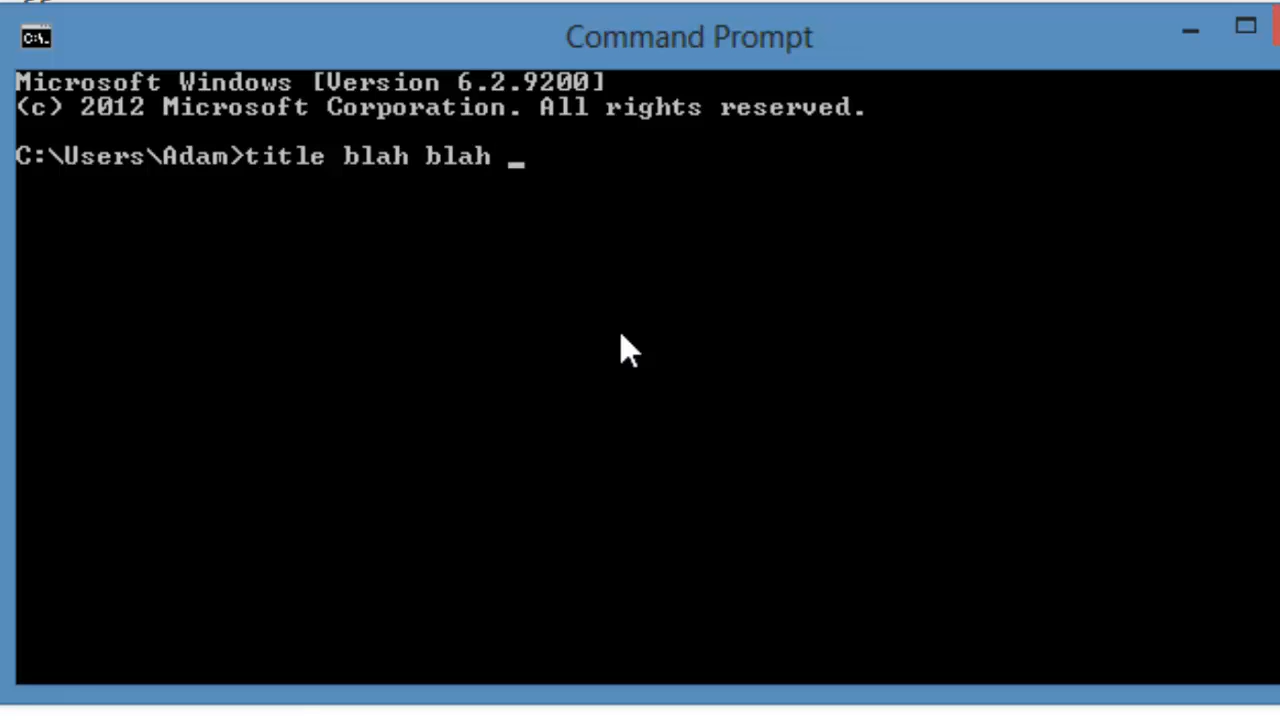 Command Prompt
Microsoft Windows [Version 6.2.9200]
(c) 2012 Microsoft Corporation. All rights reserved.
C:\Users\Adam>title blah blah _